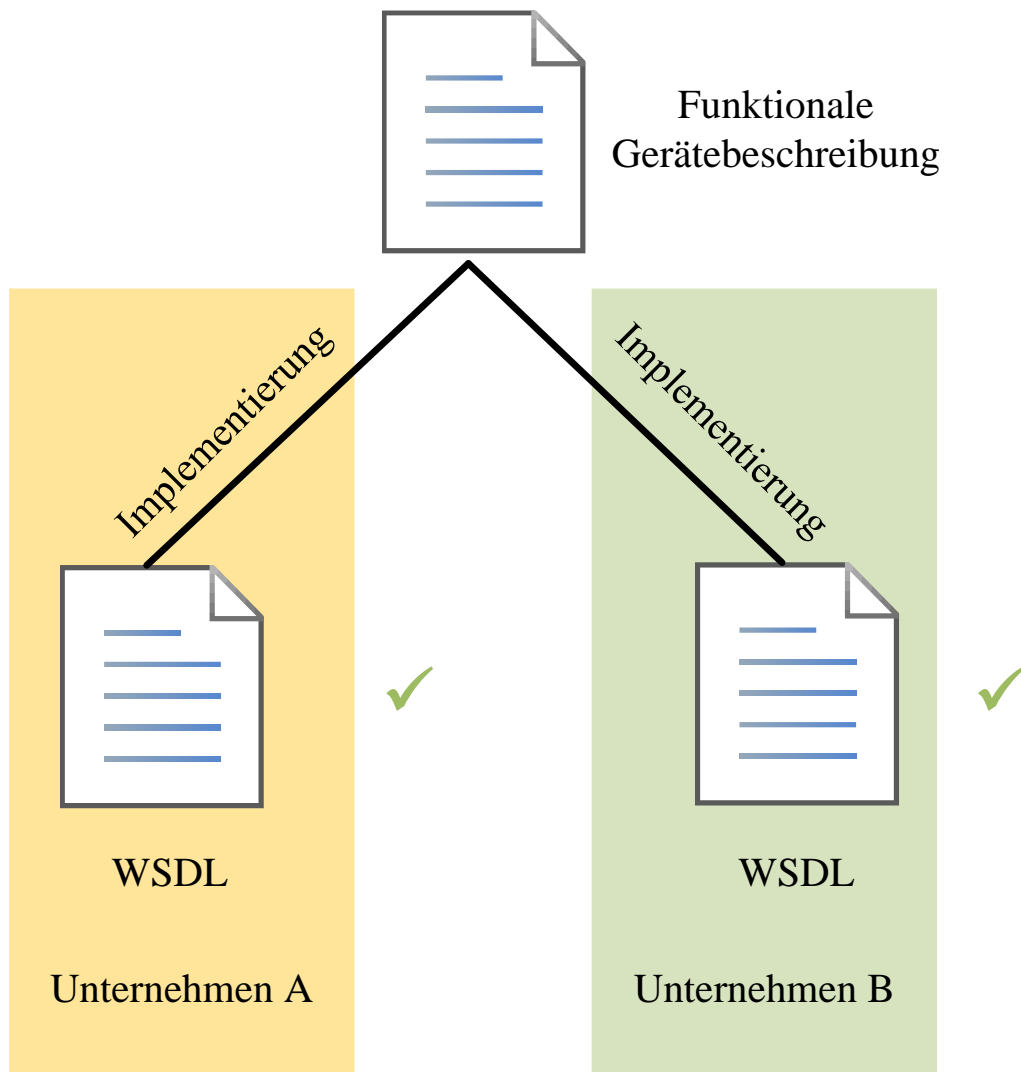 Funktionale
Gerätebeschreibung
Implementierung
Implementierung
WSDL
WSDL
Unternehmen A
Unternehmen B